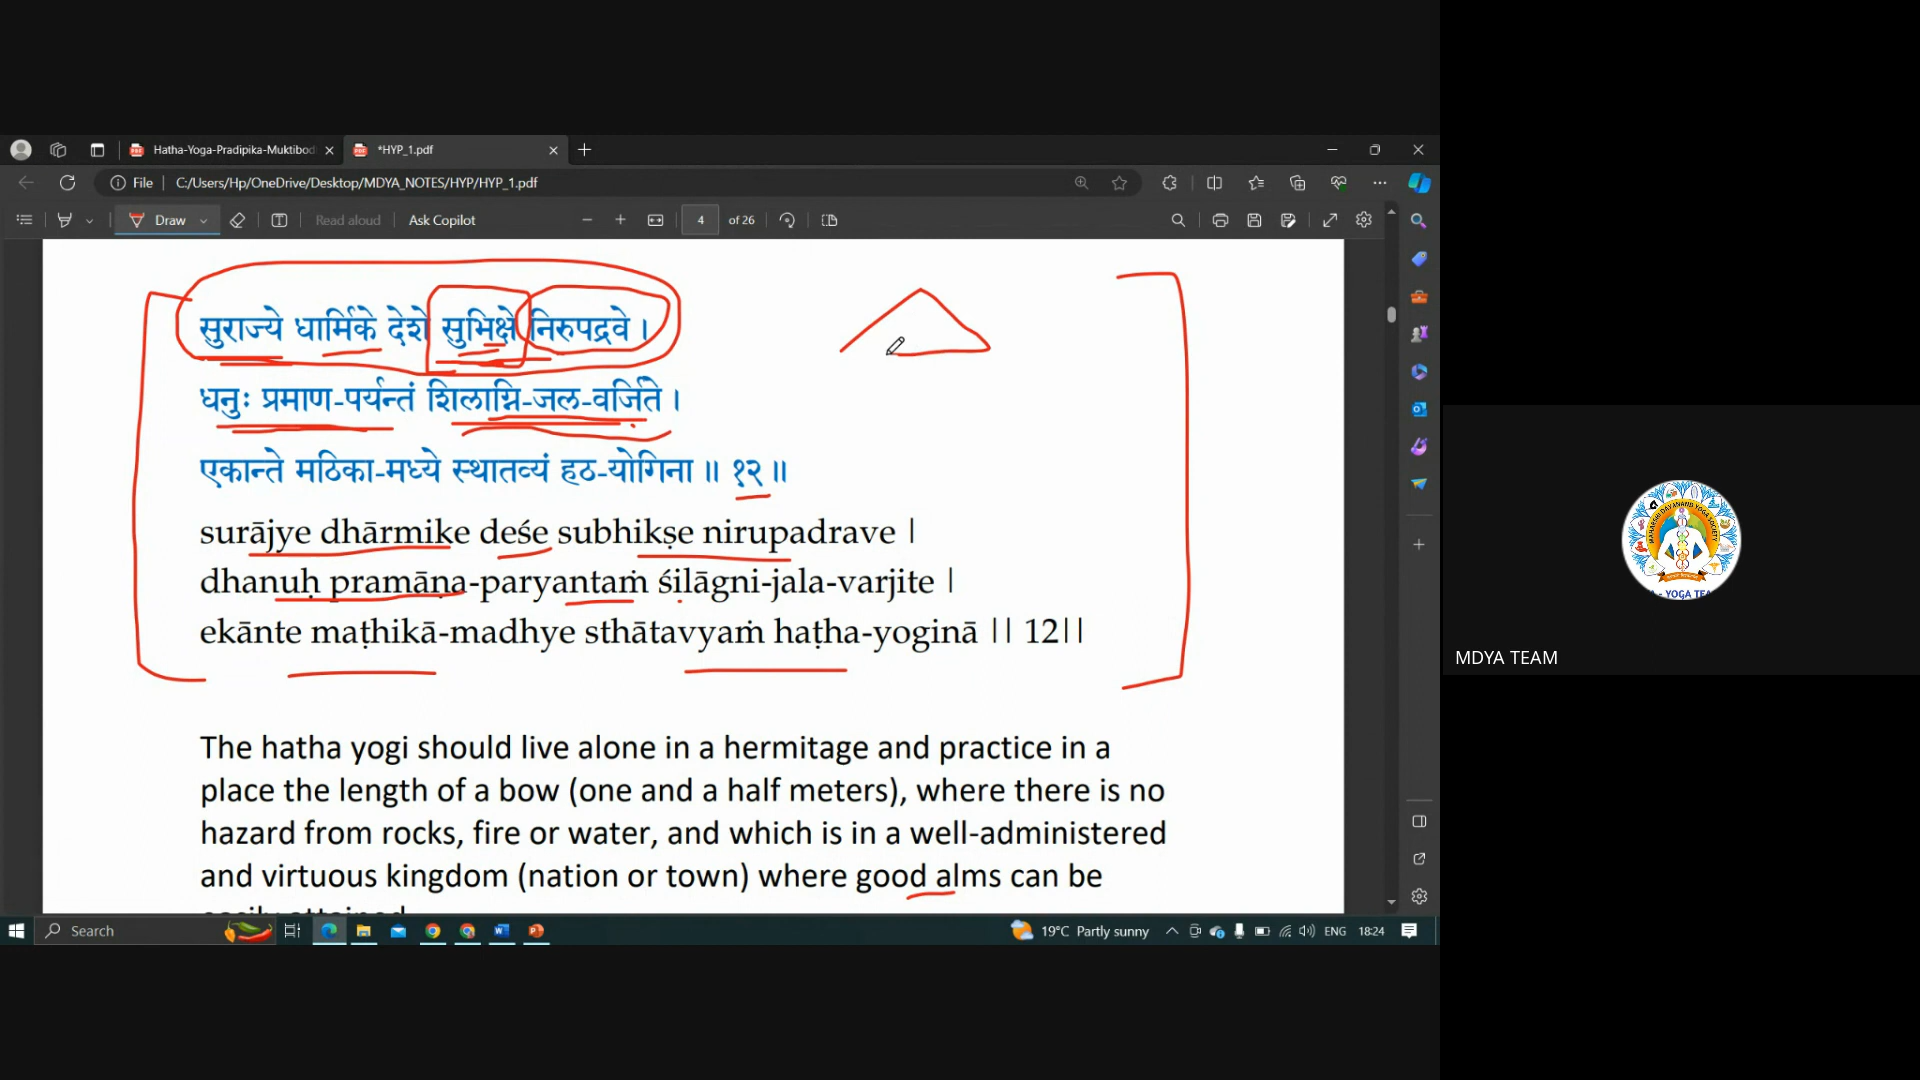 Hatha-Yoga-Pradipika-Muktibod
*HYP_1.pdf
File C:/Users/Hp/OneDrive/Desktop/MDYA_NOTES/HYP/HYP_1.pdf
Draw Read aloud Ask Copilot 4 of 26
सुराज्ये धार्मिके देशे सुभिक्षे निरुपद्रवे ।
धनुः प्रमाण-पर्यन्तं शिलाग्नि-जल-वर्जिते ।
एकान्ते मठिका-मध्ये स्थातव्यं हठ-योगिना ॥ १२ ॥
surājye dhārmike deśe subhikṣe nirupadrave |
dhanuḥ pramāṇa-paryantaṁ śilāgni-jala-varjite |
ekānte maṭhikā-madhye sthātavyaṁ haṭha-yoginā || 12||
The hatha yogi should live alone in a hermitage and practice in a
place the length of a bow (one and a half meters), where there is no
hazard from rocks, fire or water, and which is in a well-administered
and virtuous kingdom (nation or town) where good alms can be
MAHARSHI DAYANAND YOGA SOCIETY
MDYA TEAM
Search
19°C Partly sunny ENG 18:24